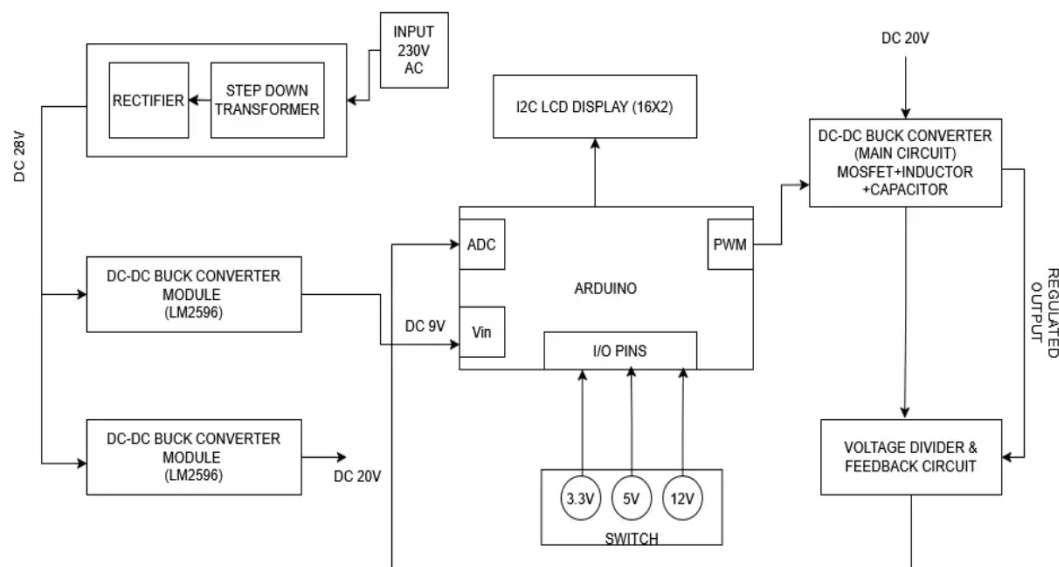 INPUT
230V
AC
RECTIFIER
STEP DOWN
TRANSFORMER
DC 28V
I2C LCD DISPLAY (16X2)
DC 20V
DC-DC BUCK CONVERTER
(MAIN CIRCUIT)
MOSFET+INDUCTOR
+CAPACITOR
ADC
PWM
ARDUINO
Vin
I/O PINS
DC-DC BUCK CONVERTER
MODULE
(LM2596)
DC 9V
REGULATED
OUTPUT
DC-DC BUCK CONVERTER
MODULE
(LM2596)
DC 20V
3.3V
5V
12V
SWITCH
VOLTAGE DIVIDER &
FEEDBACK CIRCUIT